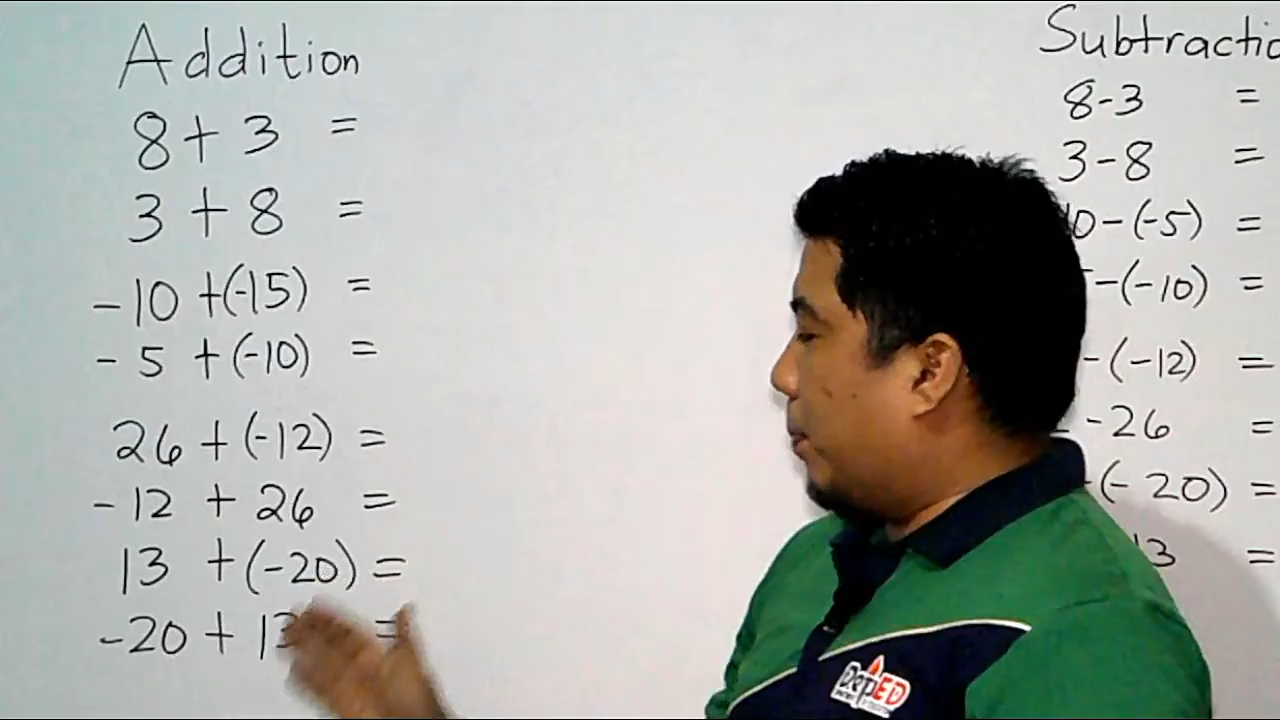 Addition
8 + 3 =
3 + 8 =
-10 +(-15) =
-5 + (-10) =
26 + (-12) =
-12 + 26 =
13 + (-20) =
-20 + 13 =
Subtractio
8-3 =
3-8 =
0-(-5) =
-(-10) =
-(-12) =
-26 =
(-20) =
13 =
DepED